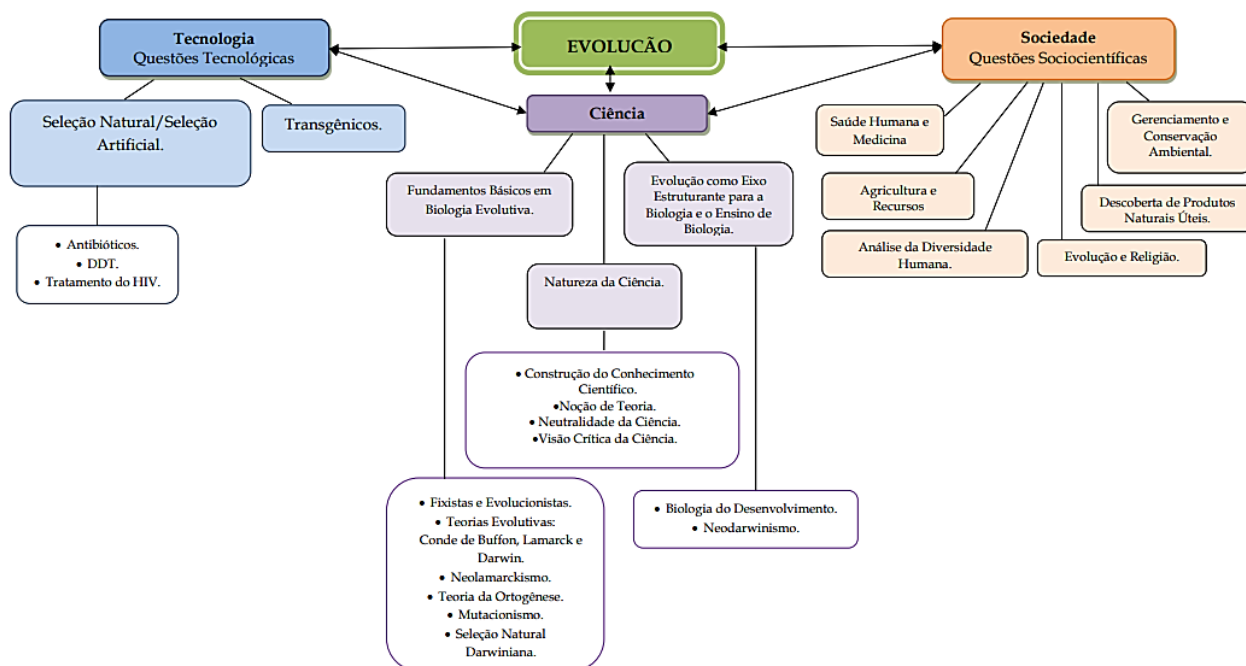 Tecnologia
Questões Tecnológicas
EVOLUCÃO
Sociedade
Questões Sociocientíficas
Ciência
Seleção Natural/Seleção
Artificial.
Transgênicos.
• Antibióticos.
• DDT.
• Tratamento do HIV.
Fundamentos Básicos em
Biologia Evolutiva.
Natureza da Ciência.
Evolução como Eixo
Estruturante para a
Biologia e o Ensino de
Biologia.
• Construção do Conhecimento
Científico.
•Noção de Teoria.
•Neutralidade da Ciência.
•Visão Crítica da Ciência.
• Fixistas e Evolucionistas.
• Teorias Evolutivas:
Conde de Buffon, Lamarck e
Darwin.
• Neolamarckismo.
• Teoria da Ortogênese.
• Mutacionismo.
• Seleção Natural
Darwiniana.
• Biologia do Desenvolvimento.
• Neodarwinismo.
Saúde Humana e
Medicina
Agricultura e
Recursos
Análise da Diversidade
Humana.
Evolução e Religião.
Descoberta de Produtos
Naturais Úteis.
Gerenciamento e
Conservação
Ambiental.